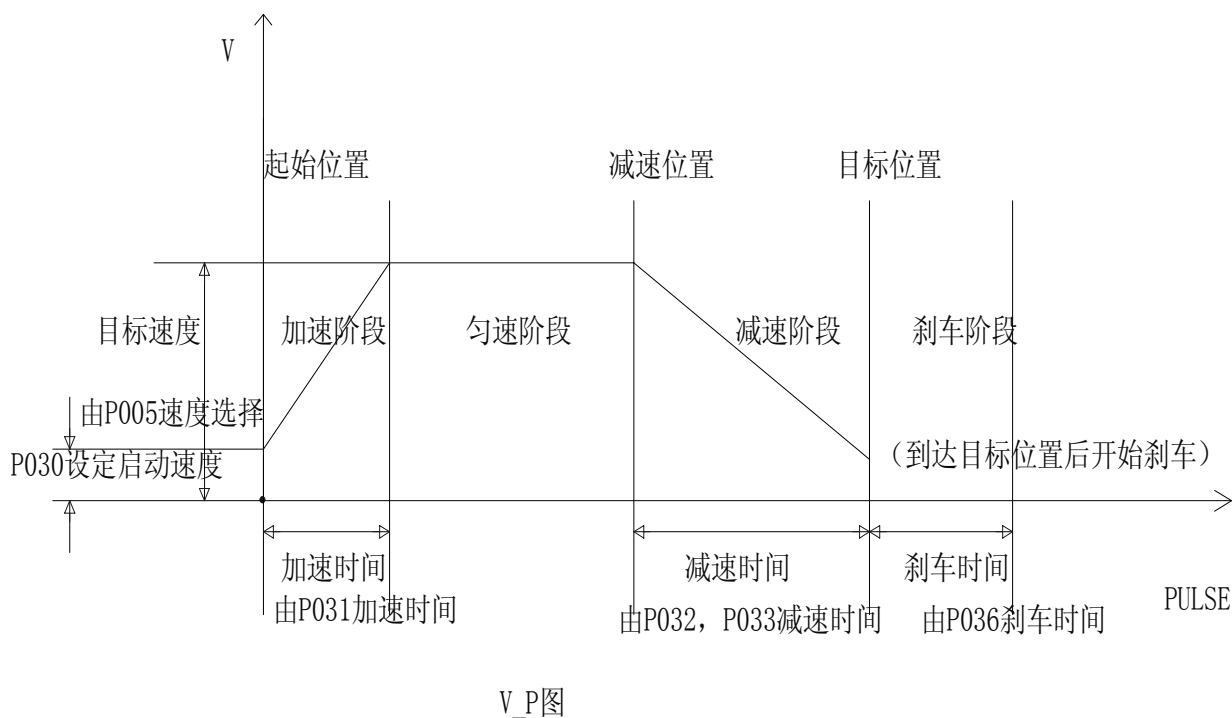 V
起始位置
减速位置
目标位置
目标速度
加速阶段
匀速阶段
减速阶段
刹车阶段
由P005速度选择
P030设定启动速度
（到达目标位置后开始刹车）
加速时间
减速时间
刹车时间
由P031加速时间
由P032，P033减速时间
由P036刹车时间
PULSE
V_P图